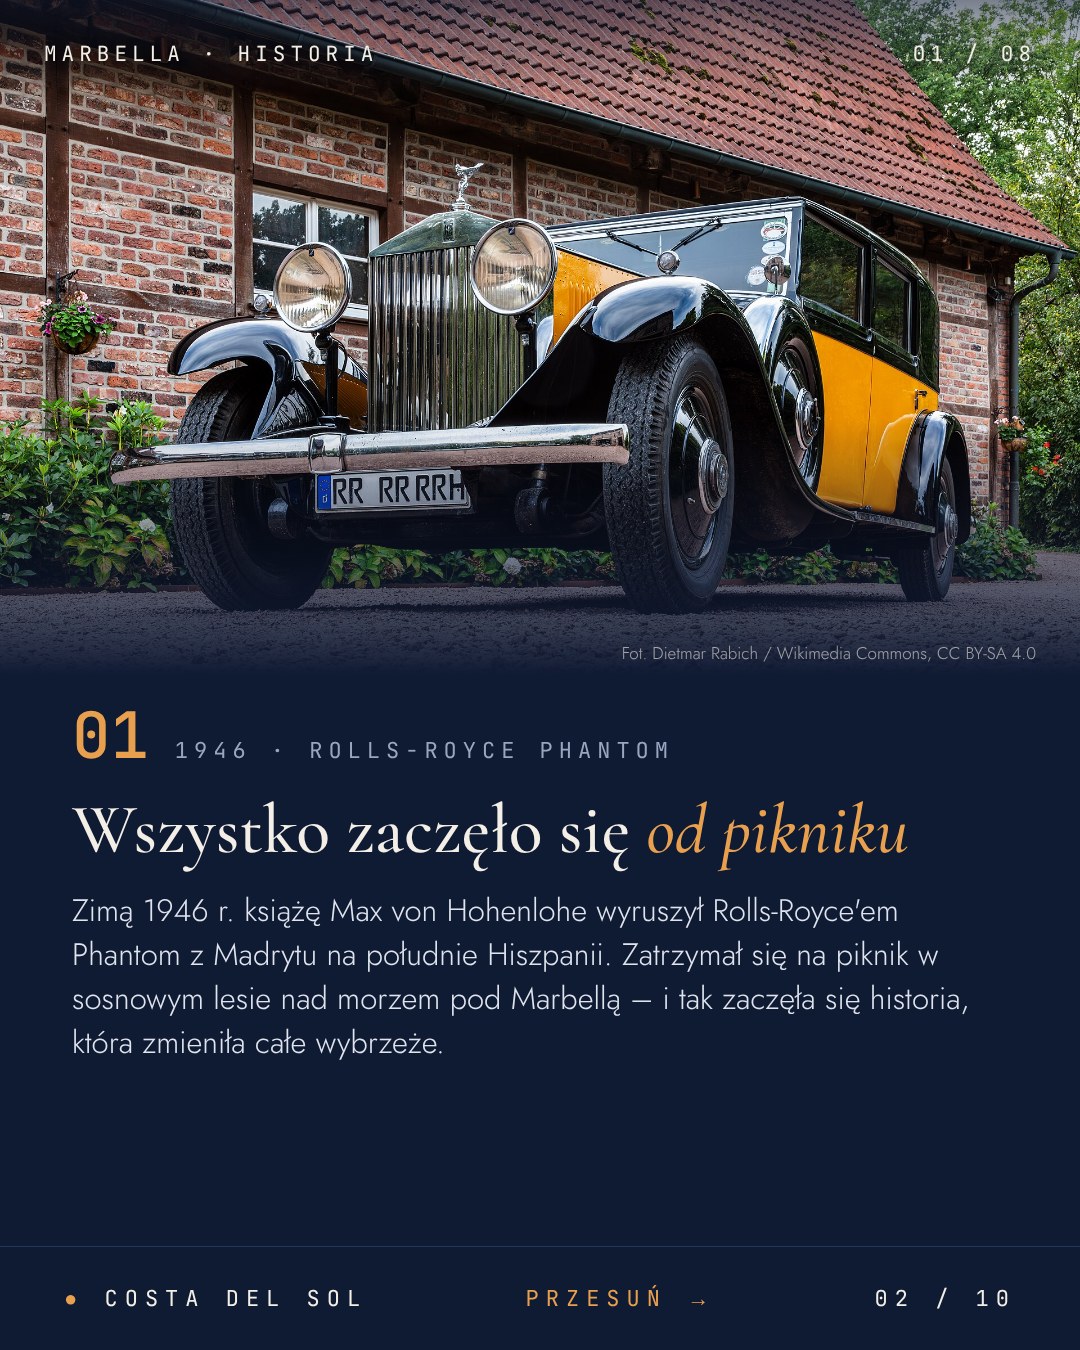 MARBELLA · HISTORIA
01 / 08
RR RR RRH
Fot. Dietmar Rabich / Wikimedia Commons, CC BY-SA 4.0
01 1946 · ROLLS-ROYCE PHANTOM
Wszystko zaczęło się od pikniku
Zimą 1946 r. książę Max von Hohenlohe wyruszył Rolls-Royce'em
Phantom z Madrytu na południe Hiszpanii. Zatrzymał się na piknik w
sosnowym lesie nad morzem pod Marbellą – i tak zaczęła się historia,
która zmieniła całe wybrzeże.
• COSTA DEL SOL
PRZESUŃ →
02 / 10